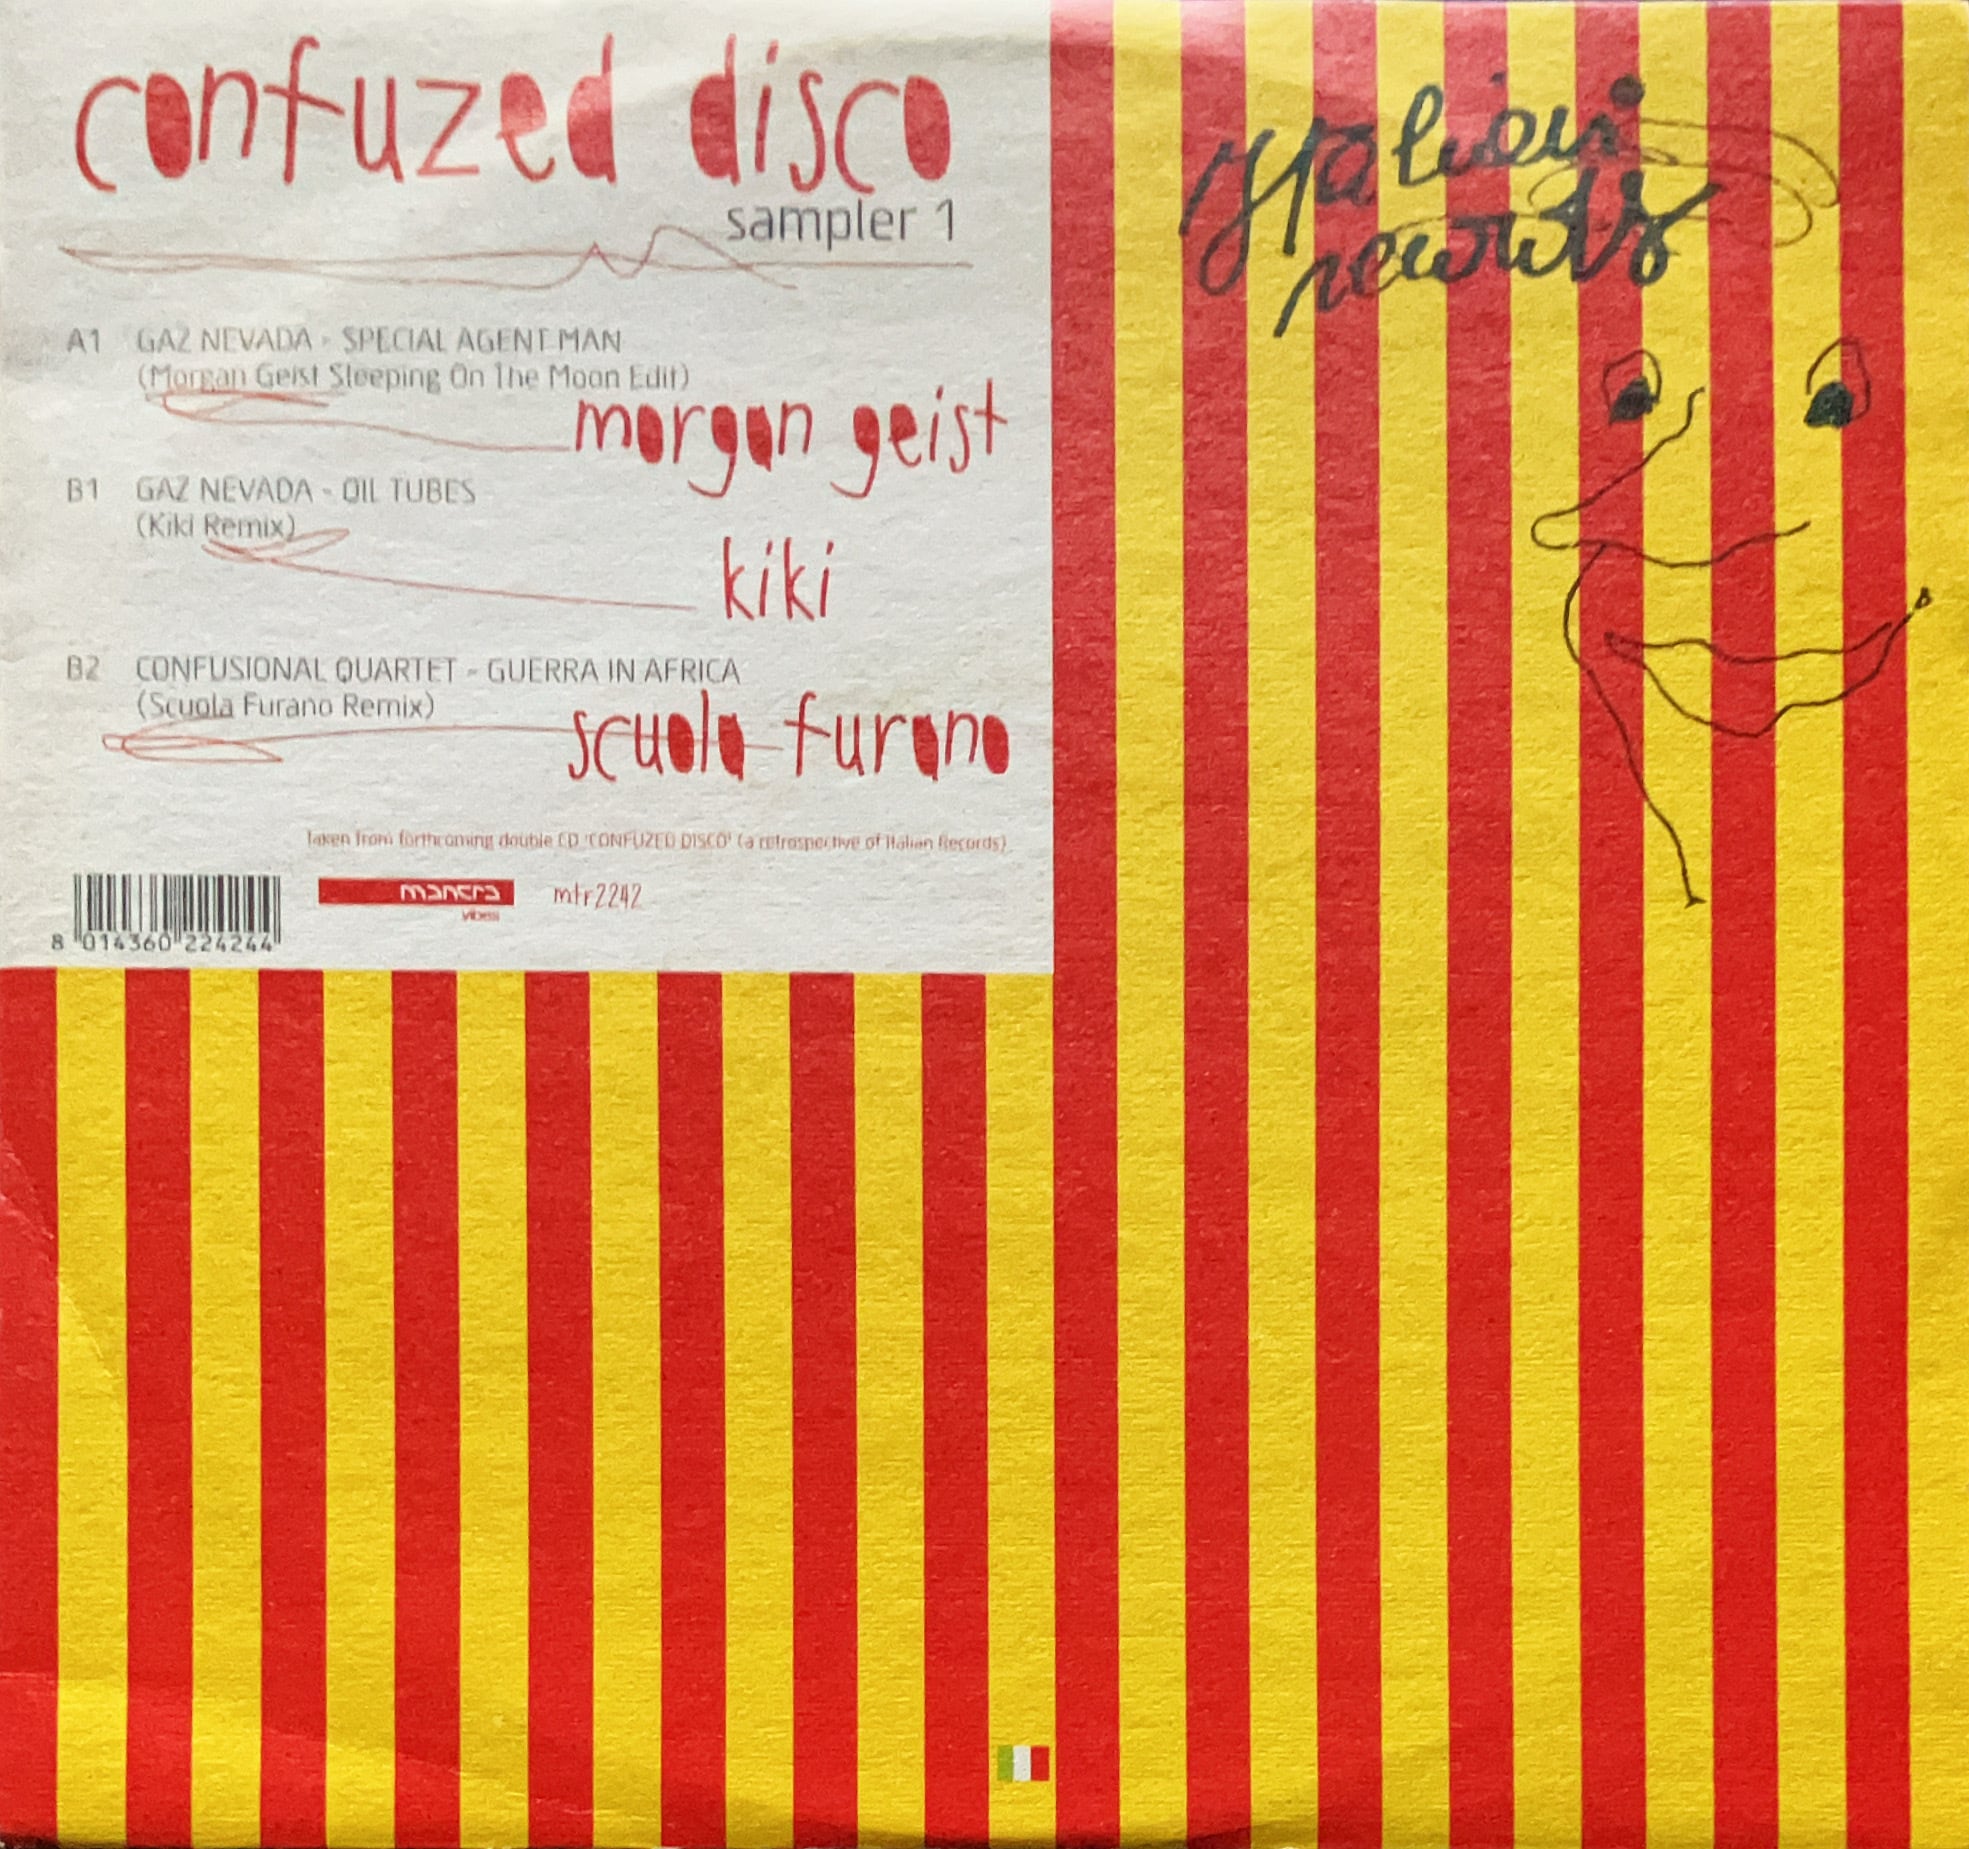 confuzed disco
sampler 1
A1 GAZ NEVADA - SPECIAL AGENT MAN
(Morgan Geist Sleeping On The Moon Edit)
morgan geist
B1 GAZ NEVADA - OIL TUBES
(Kiki Remix)
kiki
B2 CONFUSIONAL QUARTET - GUERRA IN AFRICA
(Scuola Furano Remix)
scuola furano
Taken from forthcoming double CD 'CONFUZED DISCO' (a retrospective of Italian Records)
mantra
vibes
mtr2242
8 014360 224244
Italian
records